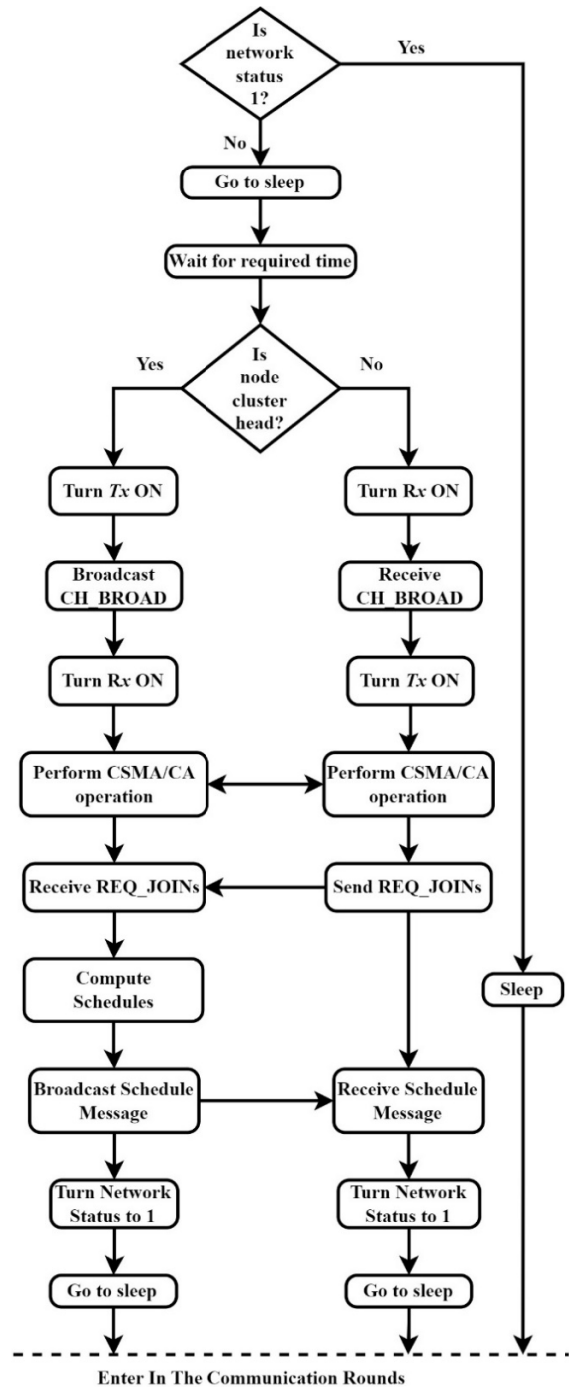 Is
network
status
1?
Yes
No
Go to sleep
Wait for required time
Is
node
cluster
head?
Yes
No
Turn Tx ON
Turn Rx ON
Broadcast
CH_BROAD
Receive
CH_BROAD
Turn Rx ON
Turn Tx ON
Perform CSMA/CA
operation
Perform CSMA/CA
operation
Receive REQ_JOINs
Send REQ_JOINs
Compute
Schedules
Sleep
Broadcast Schedule
Message
Receive Schedule
Message
Turn Network
Status to 1
Turn Network
Status to 1
Go to sleep
Go to sleep
Enter In The Communication Rounds